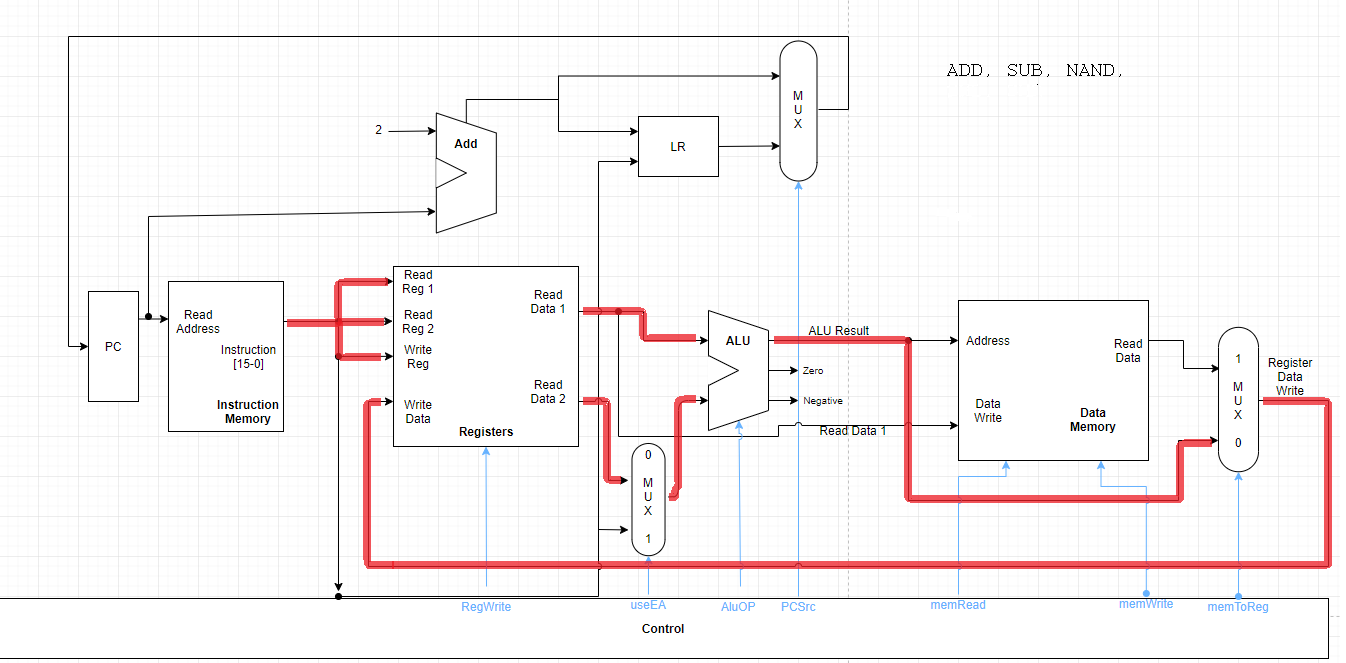 ADD, SUB, NAND,
M
U
X
2
Add
LR
Read
Address
Instruction
[15-0]
Instruction
Memory
PC
Read
Reg 1
Read
Reg 2
Write
Reg
Write
Data
Read
Data 1
Read
Data 2
Registers
0
M
U
X
1
ALU
ALU Result
Zero
Negative
Read Data 1
Address
Read
Data
Data
Write
Data
Memory
1
M
U
X
0
Register
Data
Write
RegWrite
useEA
AluOP
PCSrc
memRead
memWrite
memToReg
Control